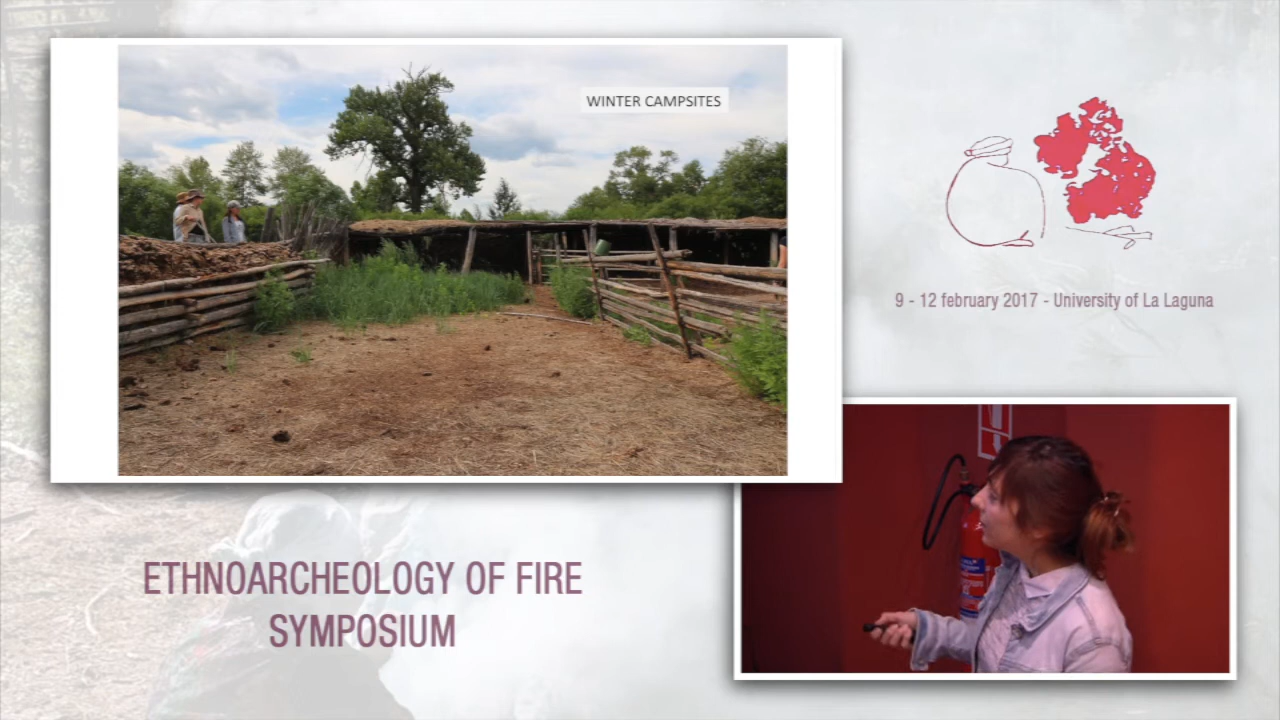 WINTER CAMPSITES
9 - 12 february 2017 - University of La Laguna
ETHNOARCHEOLOGY OF FIRE
SYMPOSIUM